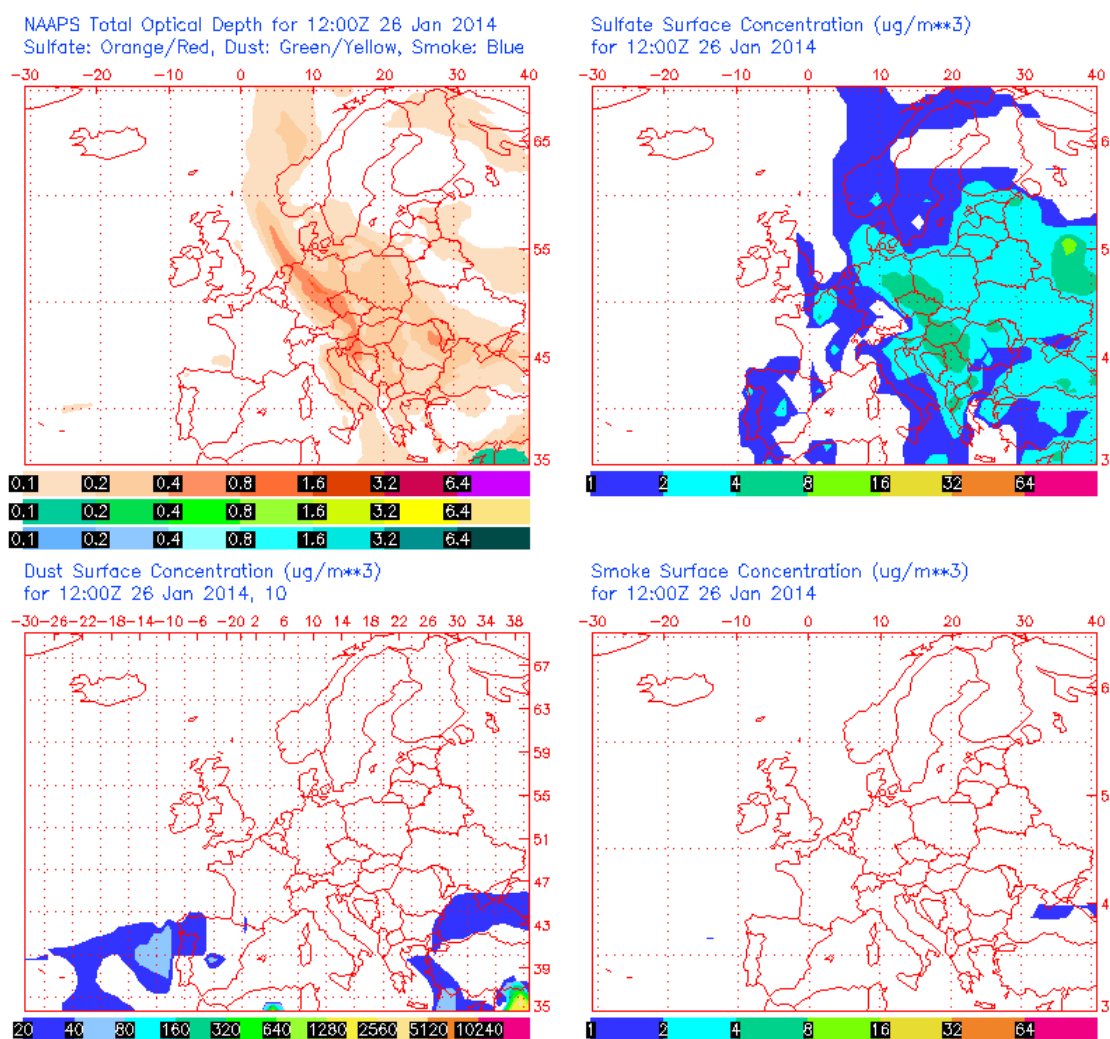 NAAPS Total Optical Depth for 12:00Z 26 Jan 2014
Sulfate: Orange/Red, Dust: Green/Yellow, Smoke: Blue
-30 -20 -10 0 10 20 30 40
65
55
45
35
0.1 0.2 0.4 0.8 1.6 3.2 6.4
0.1 0.2 0.4 0.8 1.6 3.2 6.4
0.1 0.2 0.4 0.8 1.6 3.2 6.4
Sulfate Surface Concentration (ug/m**3)
for 12:00Z 26 Jan 2014
-30 -20 -10 0 10 20 30 40
6
5
4
3
1 2 4 8 16 32 64
Dust Surface Concentration (ug/m**3)
for 12:00Z 26 Jan 2014, 10
-30-26-22-18-14-10 -6 -20 2 6 10 14 18 22 26 30 34 38
67
63
59
55
51
47
43
39
35
20 40 80 160 320 640 1280 2560 5120 10240
Smoke Surface Concentration (ug/m**3)
for 12:00Z 26 Jan 2014
-30 -20 -10 0 10 20 30 40
6
5
4
3
1 2 4 8 16 32 64